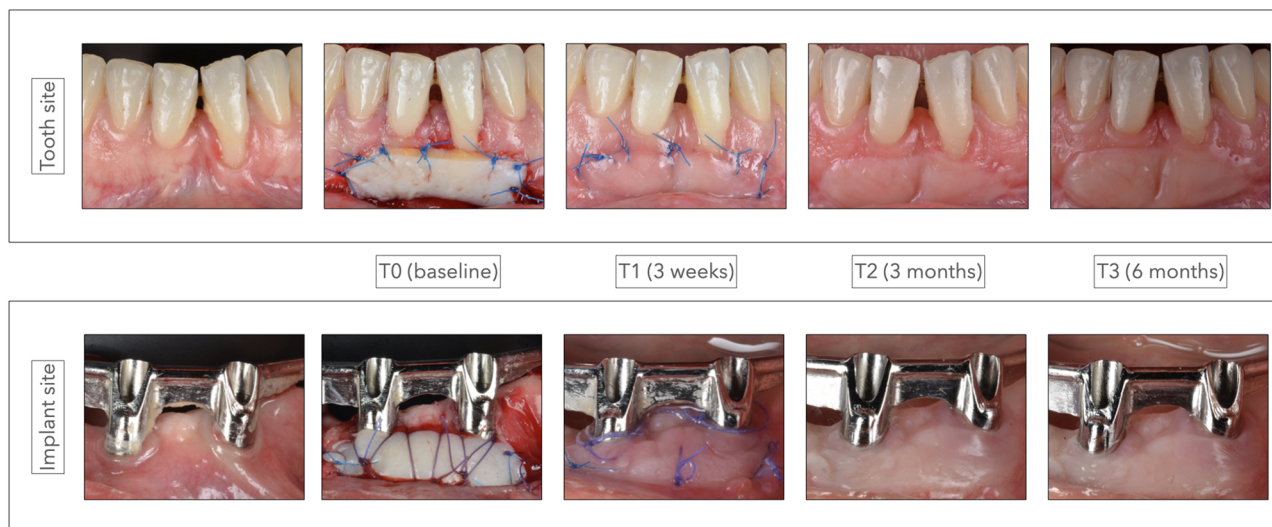 Tooth site
T0 (baseline)
T1 (3 weeks)
T2 (3 months)
T3 (6 months)
Implant site